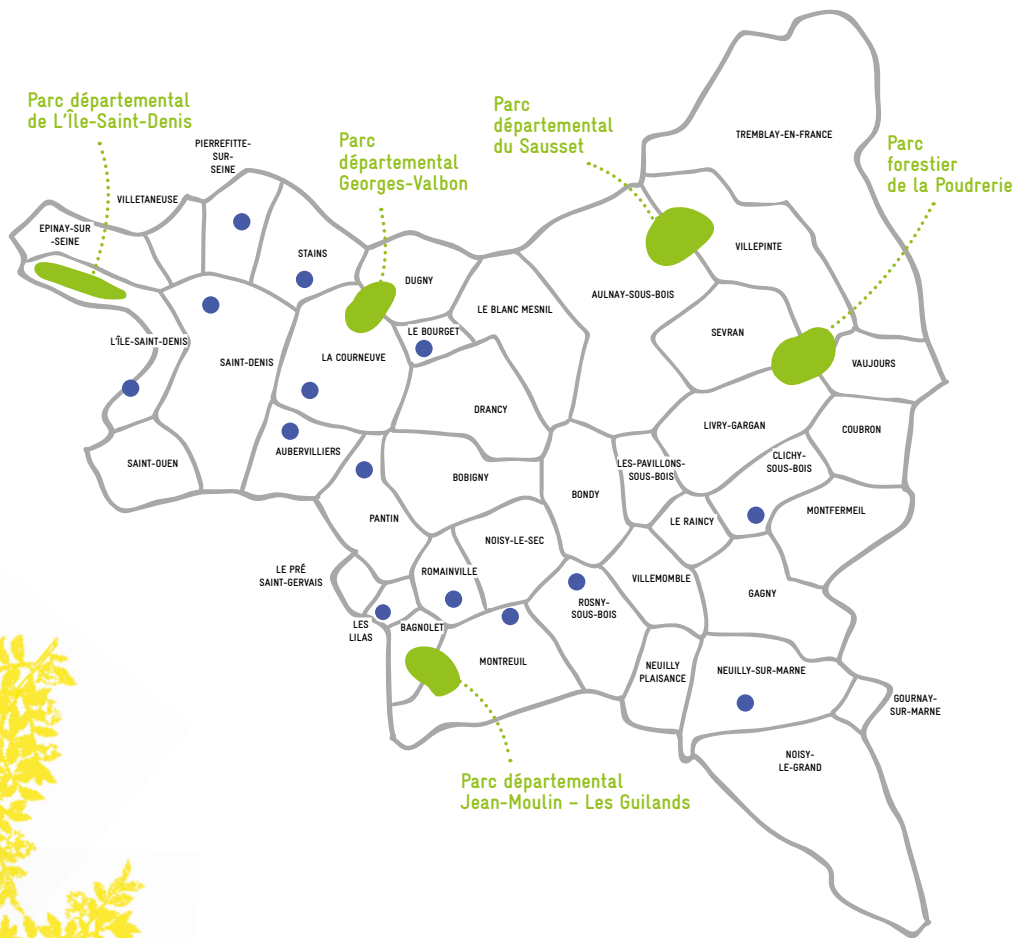 Parc départemental
de L'Île-Saint-Denis
Parc
départemental
Georges-Valbon
Parc
départemental
du Sausset
Parc
forestier
de la Poudrerie
TREMBLAY-EN-FRANCE
PIERREFITTE-
SUR-
SEINE
VILLETANEUSE
EPINAY-SUR
-SEINE
STAINS
DUGNY
VILLEPINTE
AULNAY-SOUS-BOIS
LE BLANC MESNIL
LE BOURGET
SEVRAN
L'ÎLE-SAINT-DENIS
SAINT-DENIS
LA COURNEUVE
VAUJOURS
DRANCY
LIVRY-GARGAN
COUBRON
SAINT-OUEN
AUBERVILLIERS
BOBIGNY
LES-PAVILLONS-
SOUS-BOIS
CLICHY-
SOUS-BOIS
BONDY
MONTFERMEIL
PANTIN
LE RAINCY
NOISY-LE-SEC
LE PRÉ
SAINT-GERVAIS
ROMAINVILLE
VILLEMOMBLE
GAGNY
ROSNY-
SOUS-BOIS
LES
LILAS
BAGNOLET
MONTREUIL
NEUILLY
PLAISANCE
NEUILLY-SUR-MARNE
GOURNAY-
SUR-MARNE
NOISY-
LE-GRAND
Parc départemental
Jean-Moulin – Les Guilands